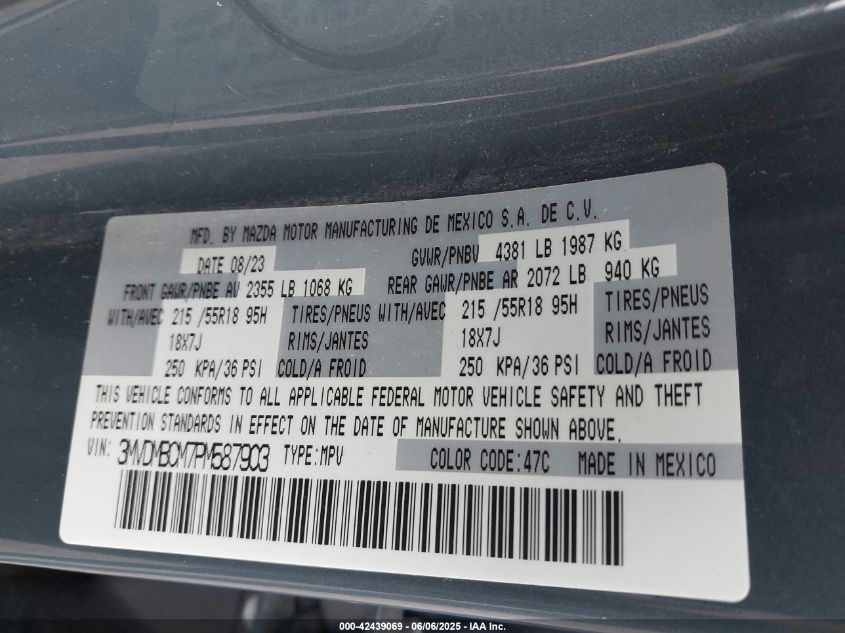 MFD. BY MAZDA MOTOR MANUFACTURING DE MEXICO S.A. DE C.V.
DATE 08/23 GVWR/PNBV 4381 LB 1987 KG
FRONT GAWR/PNBE AV 2355 LB 1068 KG REAR GAWR/PNBE AR 2072 LB 940 KG
WITH/AVEC 215 /55R18 95H TIRES/PNEUS WITH/AVEC 215 /55R18 95H TIRES/PNEUS
18X7J RIMS/JANTES 18X7J RIMS/JANTES
250 KPA/36 PSI COLD/A FROID 250 KPA/36 PSI COLD/A FROID
THIS VEHICLE CONFORMS TO ALL APPLICABLE FEDERAL MOTOR VEHICLE SAFETY AND THEFT
PREVENTION STANDARDS IN EFFECT ON THE DATE OF MANUFACTURE SHOWN ABOVE.
VIN: 3MVDMBCM7PM587903 TYPE:MPV COLOR CODE:47C MADE IN MEXICO
000-42439069 - 06/06/2025 - IAA Inc.